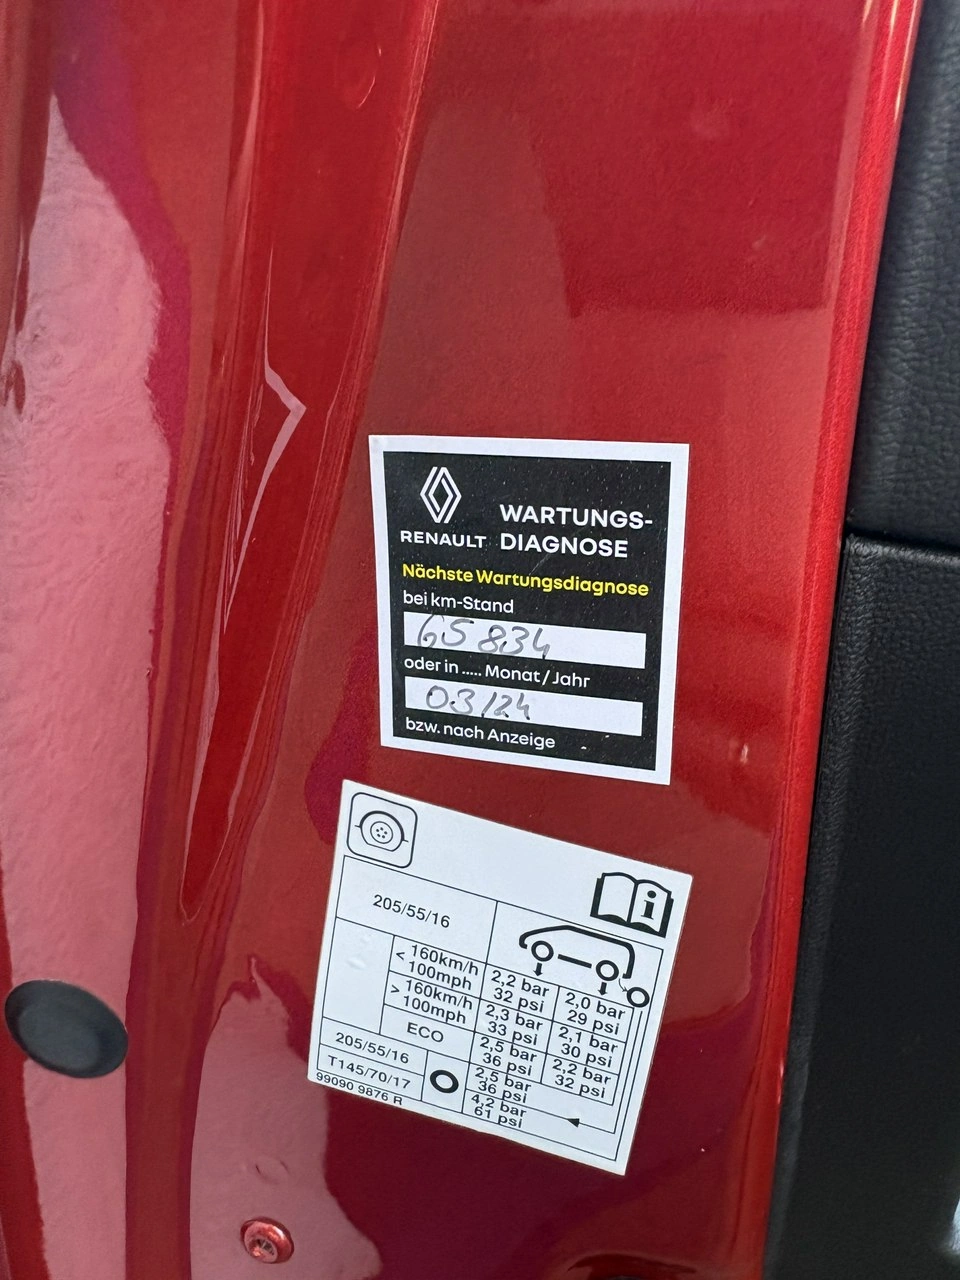 RENAULT
WARTUNGS-
DIAGNOSE
Nächste Wartungsdiagnose
bei km-Stand
65 834
oder in ..... Monat / Jahr
03/24
bzw. nach Anzeige
i
205/55/16
< 160km/h 100mph
2,2 bar 32 psi
2,0 bar 29 psi
> 160km/h 100mph
2,3 bar 33 psi
2,1 bar 30 psi
ECO
2,5 bar 36 psi
2,2 bar 32 psi
205/55/16
2,5 bar 36 psi
T145/70/17
4,2 bar 61 psi
99090 9876 R